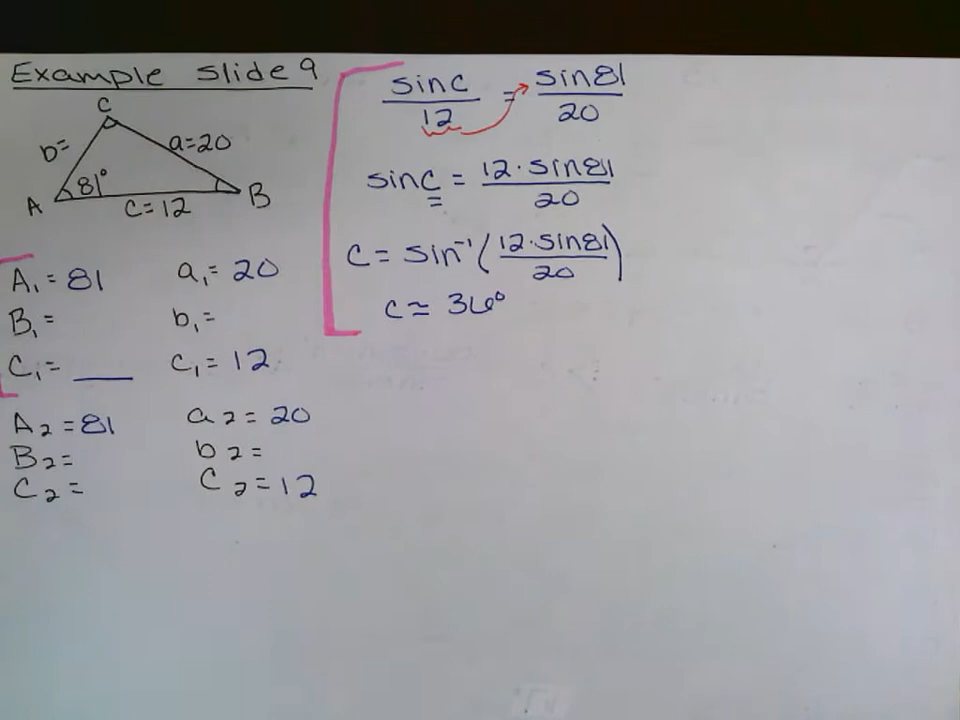 Example slide 9
C
b=
a=20
A
81°
c=12
B
A₁ = 81 a₁ = 20
B₁ = b₁ =
C₁ = ___ c₁ = 12
A₂ = 81 a₂ = 20
B₂ = b₂ =
C₂ = c₂ = 12
sinC/12 = sin81/20
sinC = 12·sin81/20
C = sin⁻¹(12·sin81/20)
C ≃ 36°